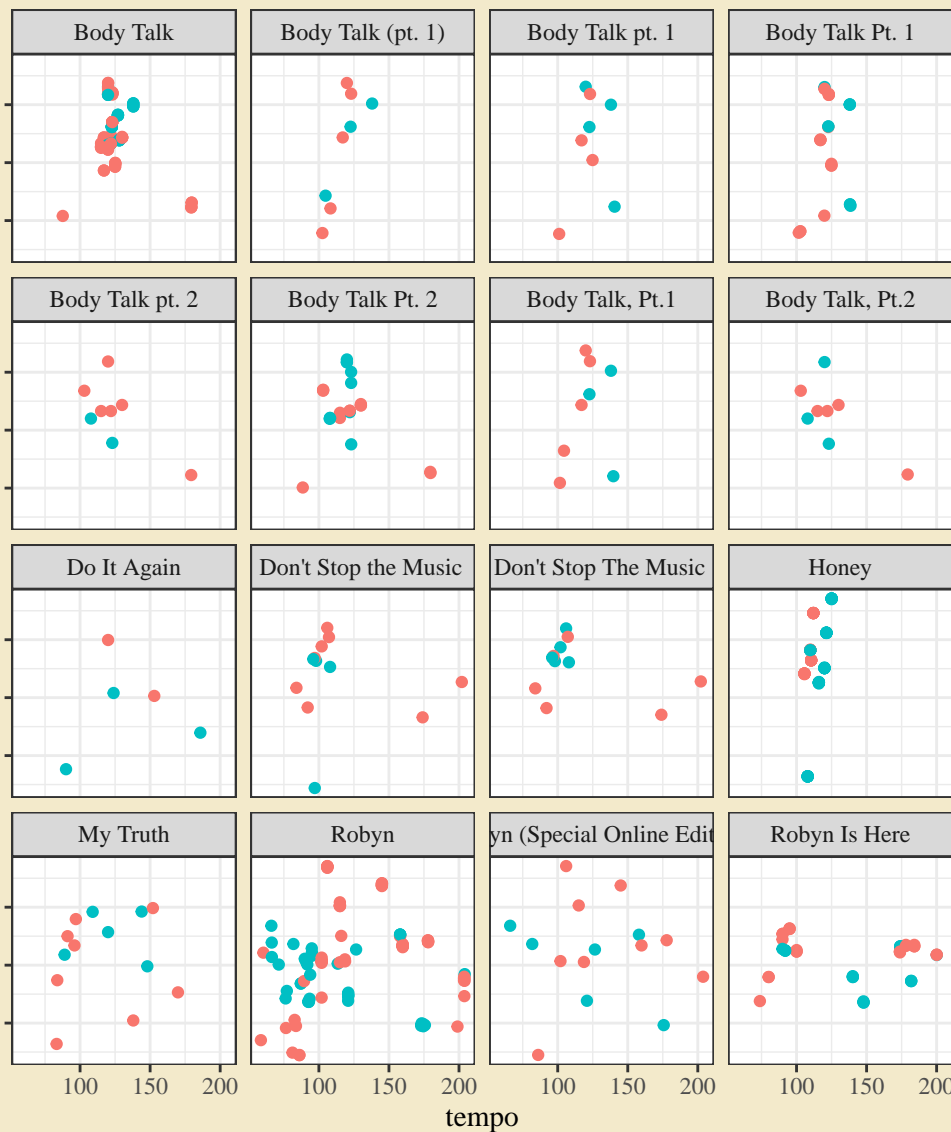 Body Talk
Body Talk (pt. 1)
Body Talk pt. 1
Body Talk Pt. 1
Body Talk pt. 2
Body Talk Pt. 2
Body Talk, Pt.1
Body Talk, Pt.2
Do It Again
Don't Stop the Music
Don't Stop The Music
Honey
My Truth
Robyn
yn (Special Online Edit
Robyn Is Here
100 150 200 100 150 200 100 150 200 100 150 200
tempo